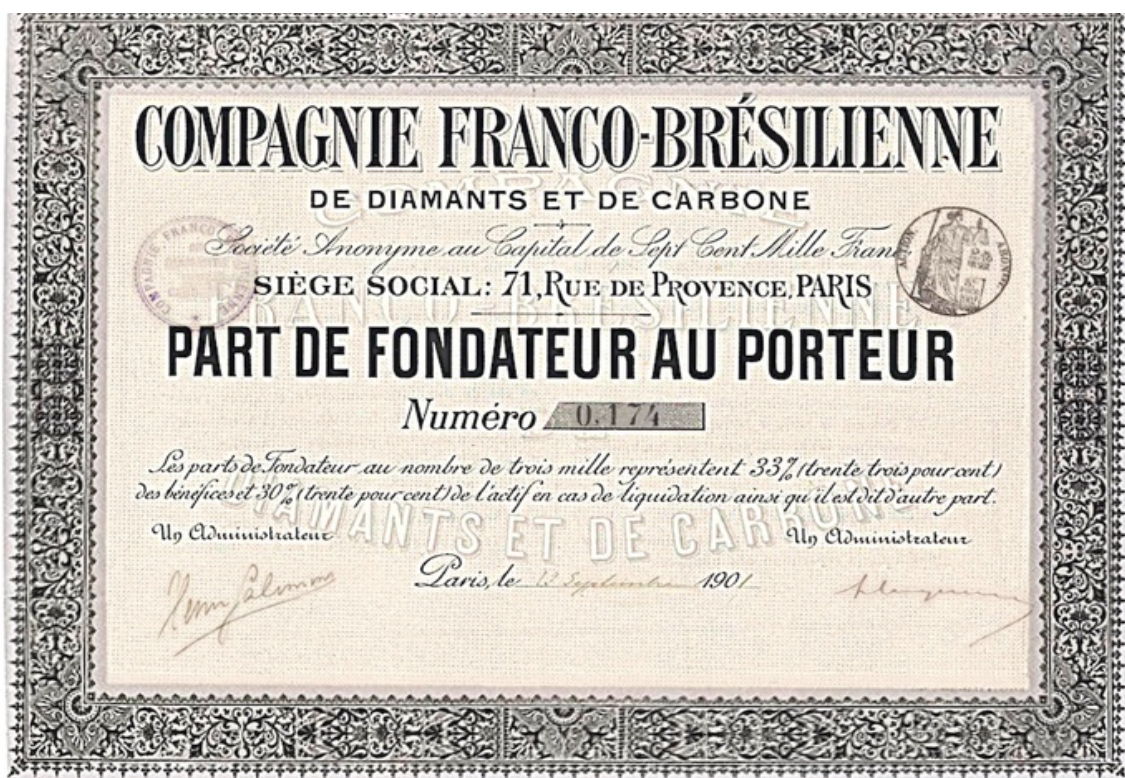 COMPAGNIE FRANCO-BRÉSILIENNE
DE DIAMANTS ET DE CARBONE
Société Anonyme au Capital de Sept Cent Mille Francs
SIÈGE SOCIAL: 71, RUE DE PROVENCE, PARIS
PART DE FONDATEUR AU PORTEUR
Numéro 0.174
Les parts de Fondateur au nombre de trois mille représentent 33% (trente trois pour cent)
des bénéfices et 30% (trente pour cent) de l'actif en cas de liquidation ainsi qu'il est dit d'autre part.
Un Administrateur
Un Administrateur
Paris, le 13 Septembre 1901